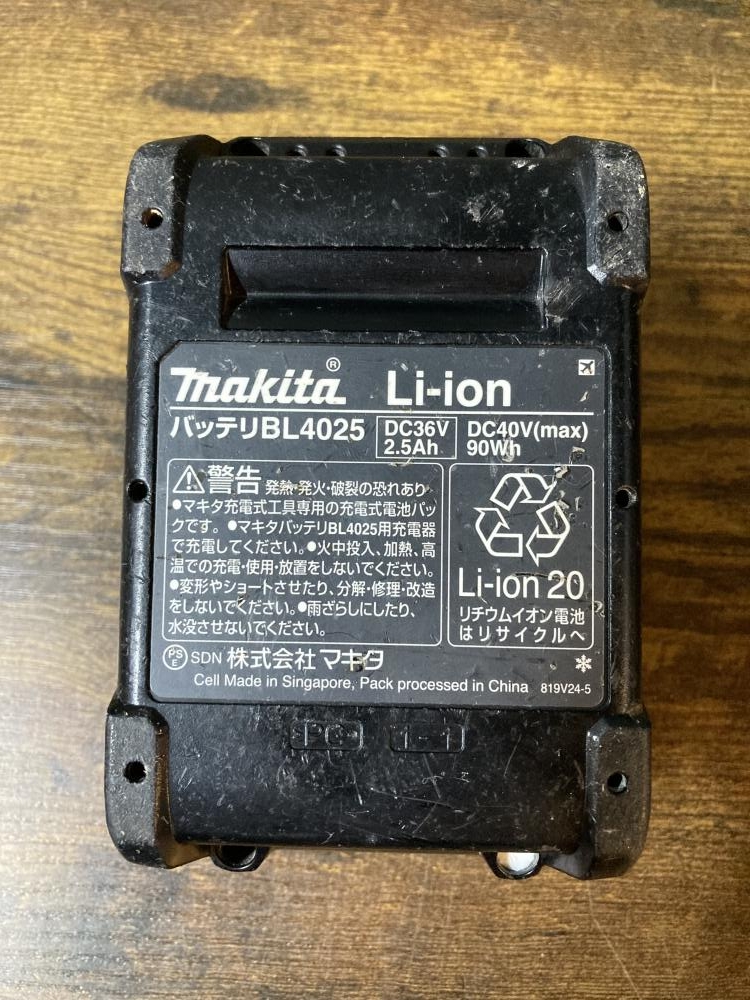 makita® Li-ion
バッテリBL4025 DC36V 2.5Ah DC40V(max) 90Wh
⚠警告 発熱・発火・破裂の恐れあり
●マキタ充電式工具専用の充電式電池パッ
クです。●マキタバッテリBL4025用充電器
で充電してください。●火中投入、加熱、高
温での充電・使用・放置をしないでください。
●変形やショートさせたり、分解・修理・改造
をしないでください。●雨ざらしにしたり、
水没させないでください。
Li-ion 20
リチウムイオン電池
はリサイクルへ
PSE SDN 株式会社マキタ
Cell Made in Singapore, Pack processed in China 819V24-5
PC 1-1